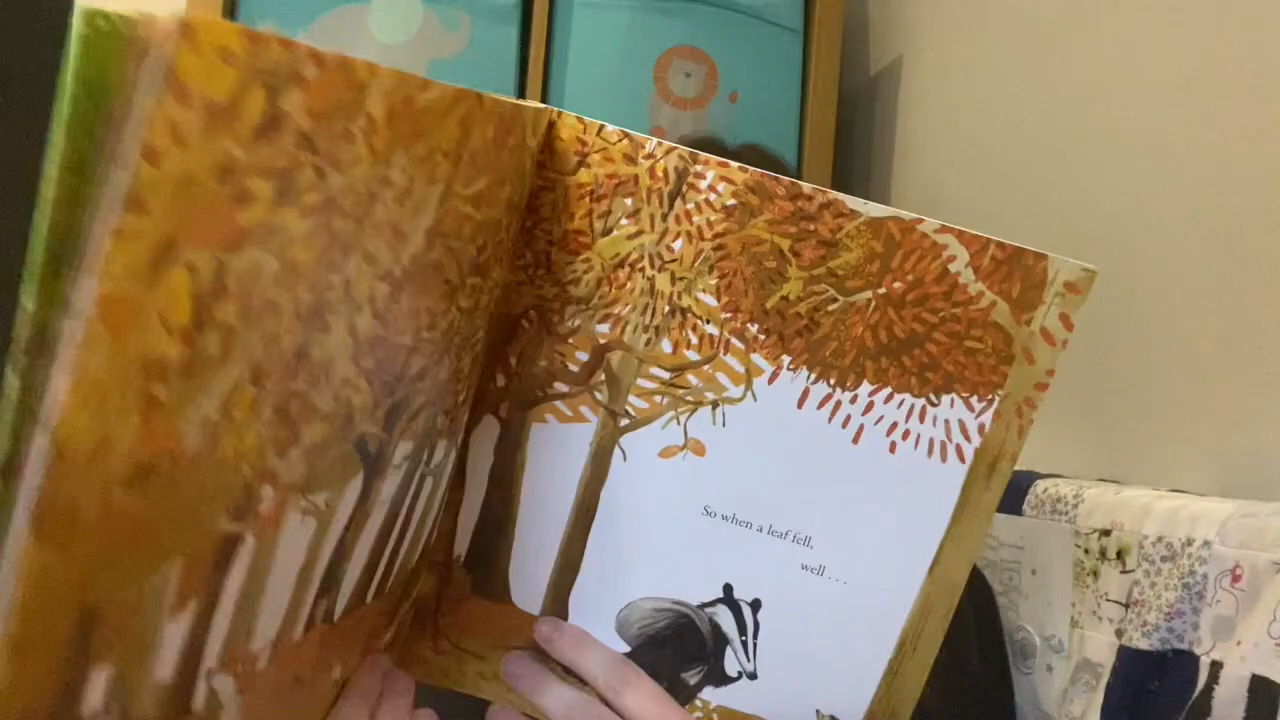 So when a leaf fell,
well . . .